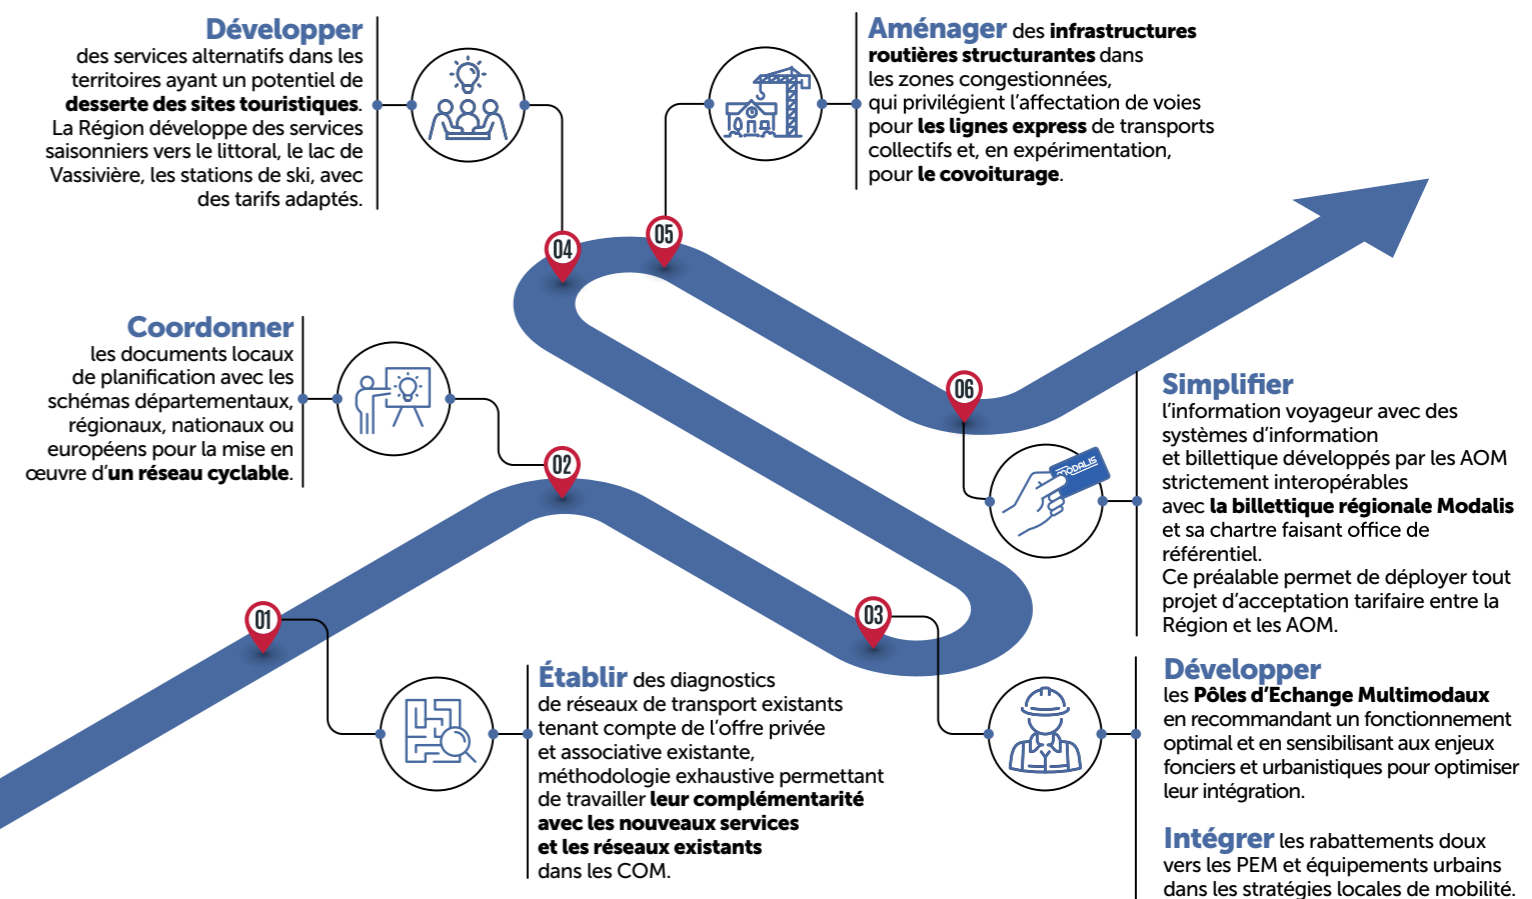 Développer
des services alternatifs dans les
territoires ayant un potentiel de
desserte des sites touristiques.
La Région développe des services
saisonniers vers le littoral, le lac de
Vassivière, les stations de ski, avec
des tarifs adaptés.
Aménager des infrastructures
routières structurantes dans
les zones congestionnées,
qui privilégient l’affectation de voies
pour les lignes express de transports
collectifs et, en expérimentation,
pour le covoiturage.
04
05
Coordonner
les documents locaux
de planification avec les
schémas départementaux,
régionaux, nationaux ou
européens pour la mise en
œuvre d’un réseau cyclable.
02
06
MODALIS
Simplifier
l’information voyageur avec des
systèmes d’information
et billettique développés par les AOM
strictement interopérables
avec la billettique régionale Modalis
et sa chartre faisant office de
référentiel.
Ce préalable permet de déployer tout
projet d’acceptation tarifaire entre la
Région et les AOM.
01
03
Établir des diagnostics
de réseaux de transport existants
tenant compte de l’offre privée
et associative existante,
méthodologie exhaustive permettant
de travailler leur complémentarité
avec les nouveaux services
et les réseaux existants
dans les COM.
Développer
les Pôles d’Echange Multimodaux
en recommandant un fonctionnement
optimal et en sensibilisant aux enjeux
fonciers et urbanistiques pour optimiser
leur intégration.
Intégrer les rabattements doux
vers les PEM et équipements urbains
dans les stratégies locales de mobilité.